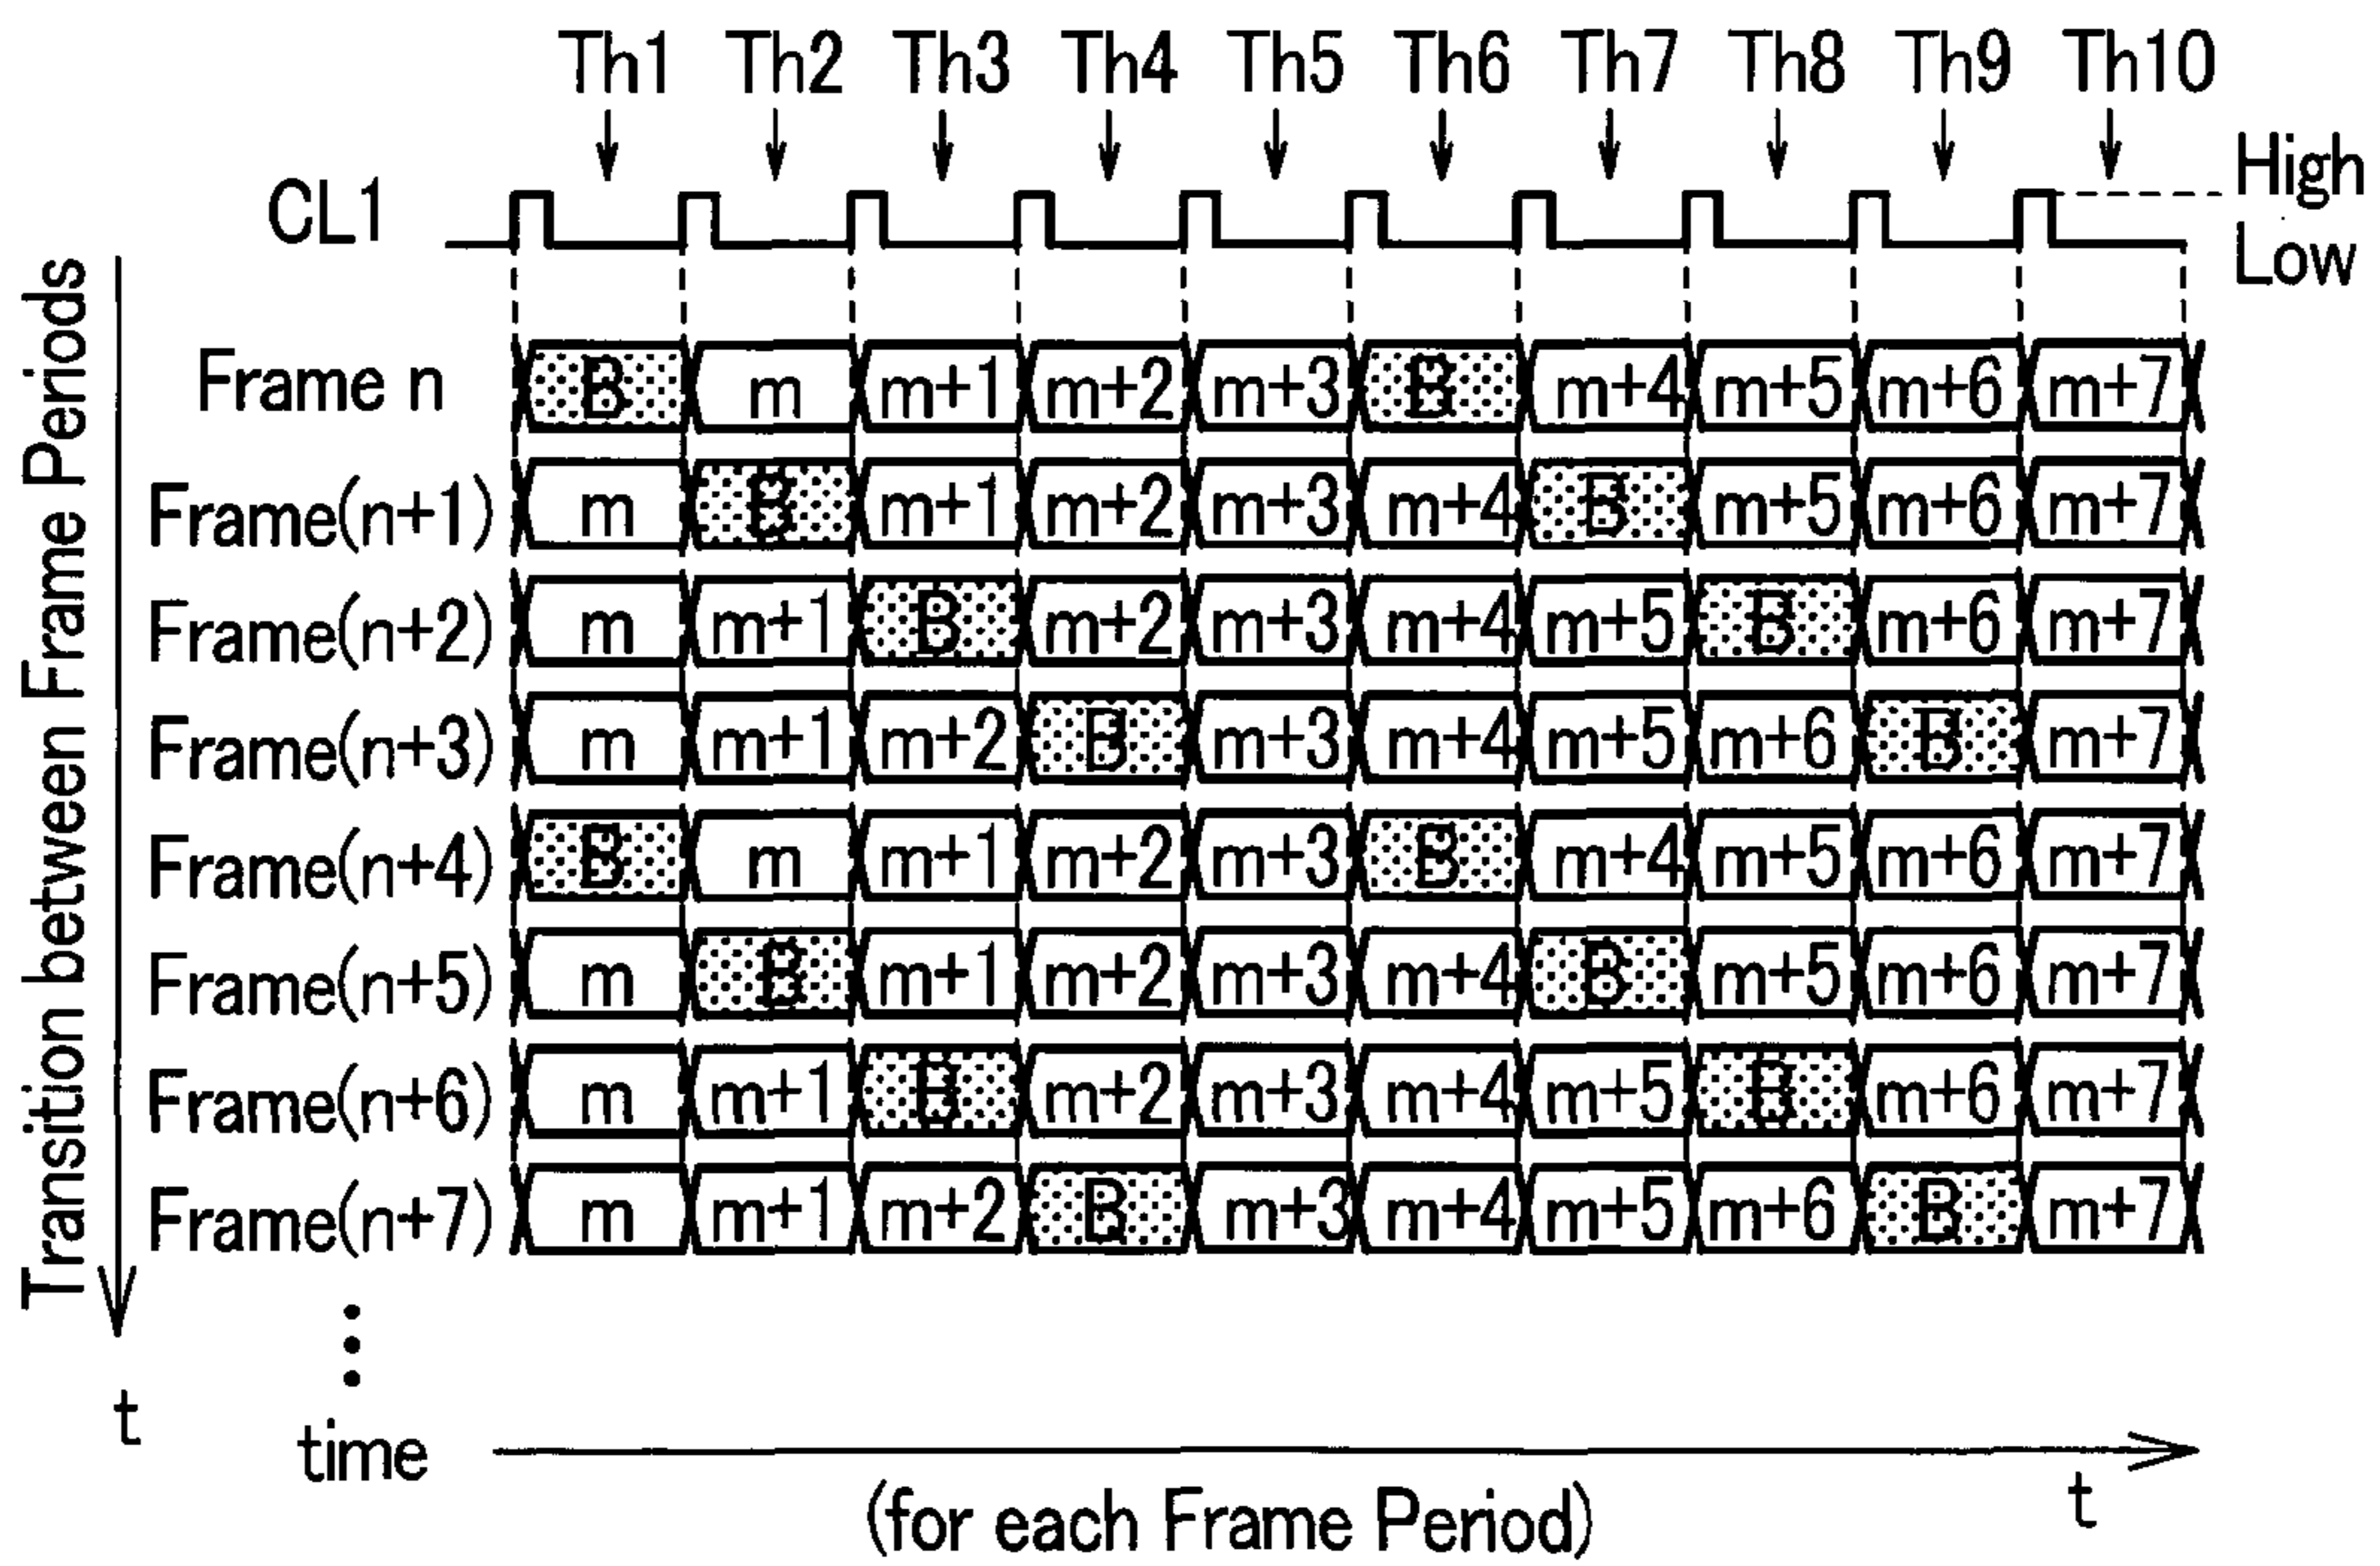 Th1 Th2 Th3 Th4 Th5 Th6 Th7 Th8 Th9 Th10
High
CL1
Low
Transition between Frame Periods
Frame n B m m+1 m+2 m+3 B m+4 m+5 m+6 m+7
Frame(n+1) m B m+1 m+2 m+3 m+4 B m+5 m+6 m+7
Frame(n+2) m m+1 B m+2 m+3 m+4 m+5 B m+6 m+7
Frame(n+3) m m+1 m+2 B m+3 m+4 m+5 m+6 B m+7
Frame(n+4) B m m+1 m+2 m+3 B m+4 m+5 m+6 m+7
Frame(n+5) m B m+1 m+2 m+3 m+4 B m+5 m+6 m+7
Frame(n+6) m m+1 B m+2 m+3 m+4 m+5 B m+6 m+7
Frame(n+7) m m+1 m+2 B m+3 m+4 m+5 m+6 B m+7
t
time
t
(for each Frame Period)